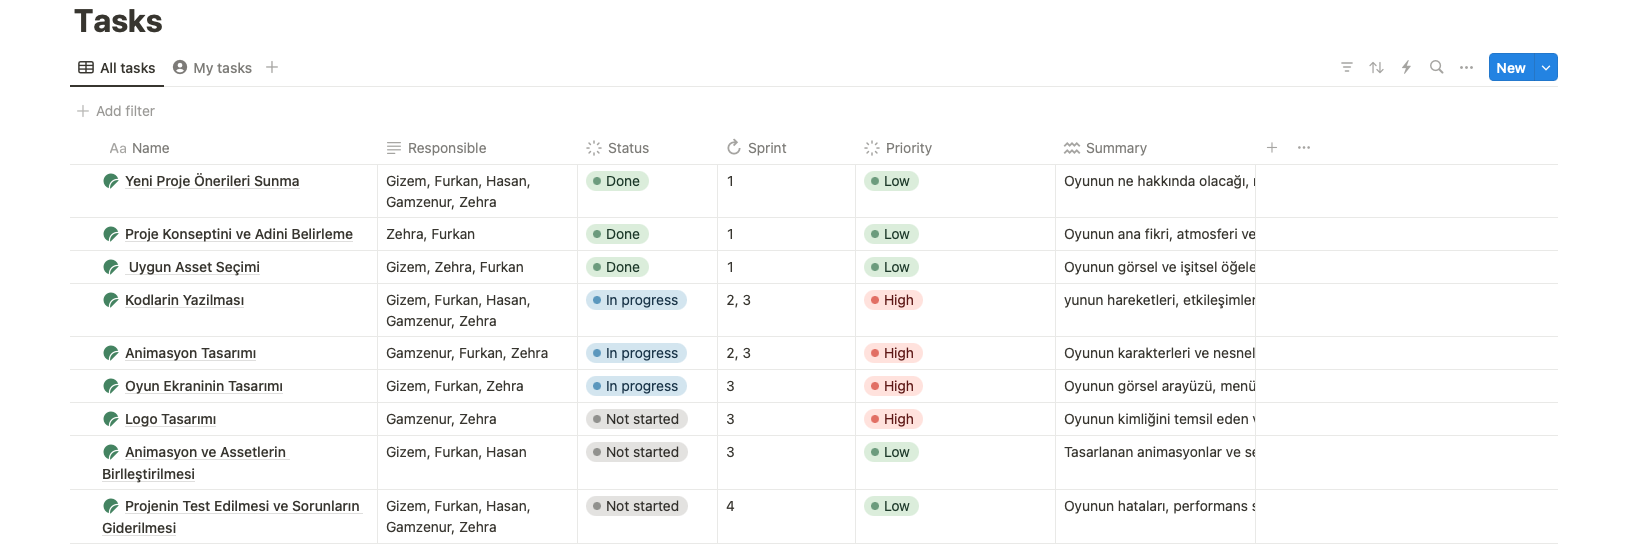 Tasks
All tasks My tasks
New
Add filter
Aa Name Responsible Status Sprint Priority Summary
Yeni Proje Önerileri Sunma Gizem, Furkan, Hasan, Done 1 Low Oyunun ne hakkında olacağı,
Gamzenur, Zehra
Proje Konseptini ve Adini Belirleme Zehra, Furkan Done 1 Low Oyunun ana fikri, atmosferi ve
Uygun Asset Seçimi Gizem, Zehra, Furkan Done 1 Low Oyunun görsel ve işitsel öğele
Kodlarin Yazilması Gizem, Furkan, Hasan, In progress 2, 3 High yunun hareketleri, etkileşimler
Gamzenur, Zehra
Animasyon Tasarımı Gamzenur, Furkan, Zehra In progress 2, 3 High Oyunun karakterleri ve nesnel
Oyun Ekraninin Tasarımı Gizem, Furkan, Zehra In progress 3 High Oyunun görsel arayüzü, menü
Logo Tasarımı Gamzenur, Zehra Not started 3 High Oyunun kimliğini temsil eden
Animasyon ve Assetlerin Gizem, Furkan, Hasan Not started 3 Low Tasarlanan animasyonlar ve se
Birlleştirilmesi
Projenin Test Edilmesi ve Sorunların Gizem, Furkan, Hasan, Not started 4 Low Oyunun hataları, performans s
Giderilmesi Gamzenur, Zehra